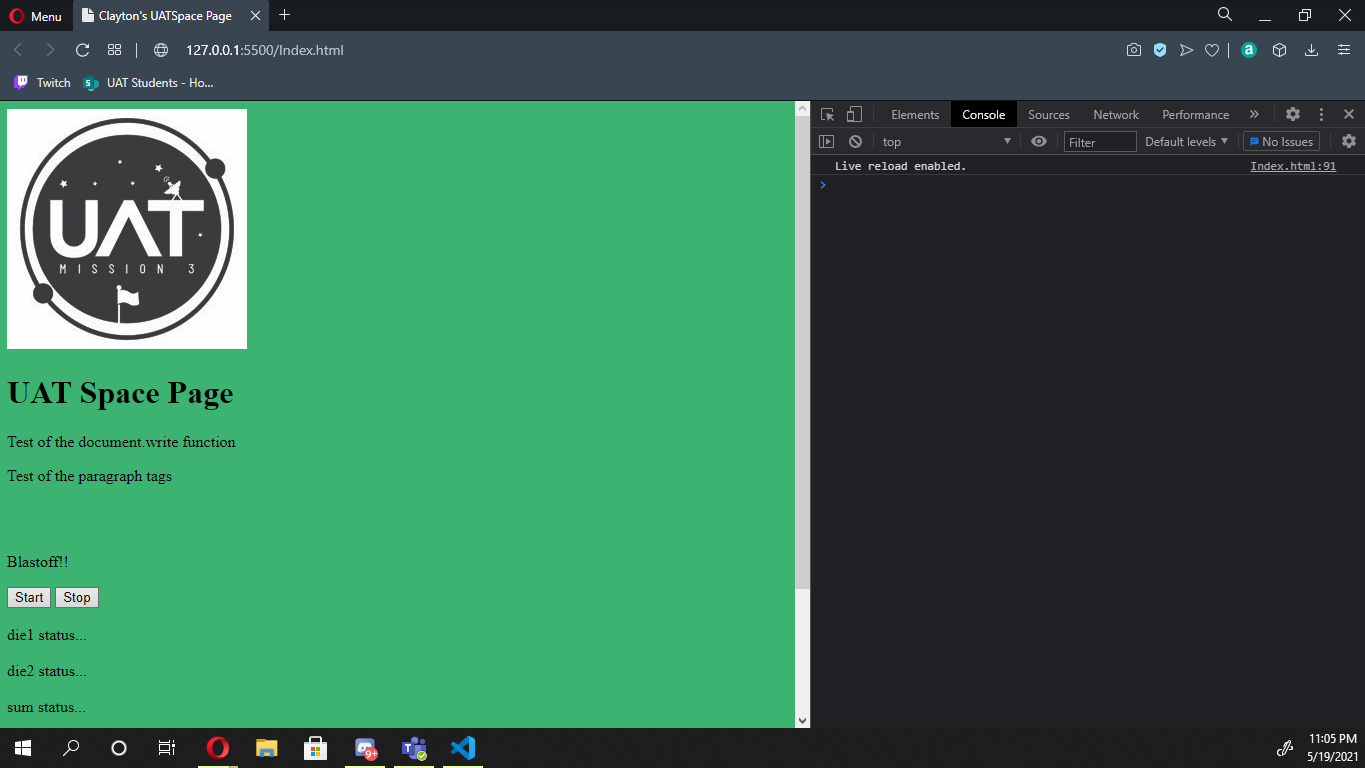 Menu
Clayton's UATSpace Page
127.0.0.1:5500/Index.html
a
Twitch
S
UAT Students - Ho...
UAT
MISSION 3
UAT Space Page
Test of the document.write function
Test of the paragraph tags
Blastoff!!
Start Stop
die1 status...
die2 status...
sum status...
Elements Console Sources Network Performance »
top Filter Default levels No Issues
Live reload enabled. Index.html:91
9+
11:05 PM
5/19/2021